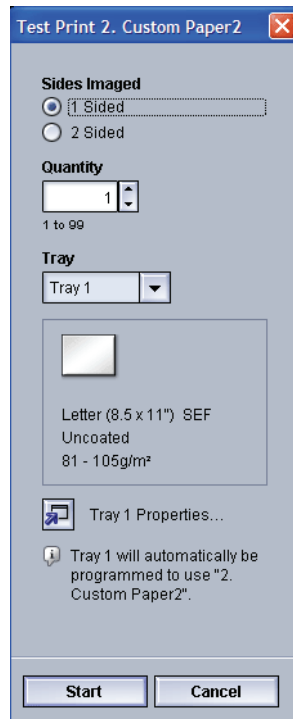 Test Print 2. Custom Paper2
Sides Imaged
1 Sided
2 Sided
Quantity
1
1 to 99
Tray
Tray 1
Letter (8.5 x 11") SEF
Uncoated
81 - 105g/m²
Tray 1 Properties...
Tray 1 will automatically be
programmed to use "2.
Custom Paper2".
Start Cancel